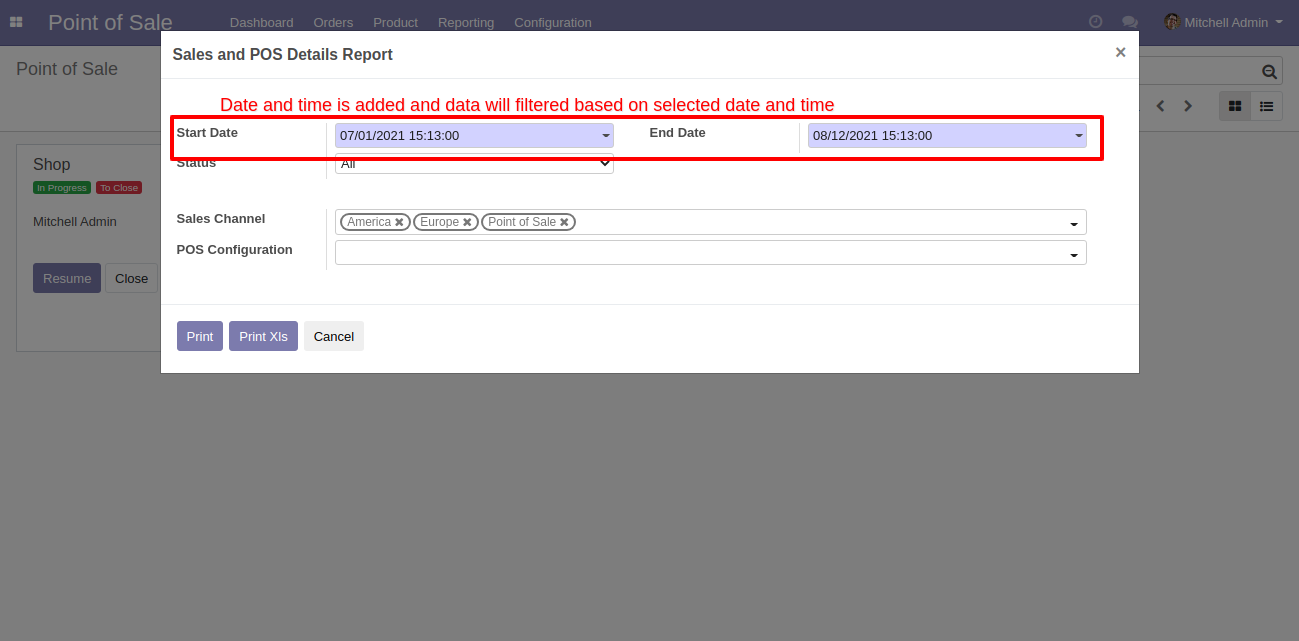 Point of Sale Dashboard Orders Product Reporting Configuration Mitchell Admin
Point of Sale
Sales and POS Details Report ×
Date and time is added and data will filtered based on selected date and time
Start Date 07/01/2021 15:13:00 End Date 08/12/2021 15:13:00
Status All
Sales Channel America Europe Point of Sale
POS Configuration
Print Print Xls Cancel
Shop
In Progress To Close
Mitchell Admin
Resume Close